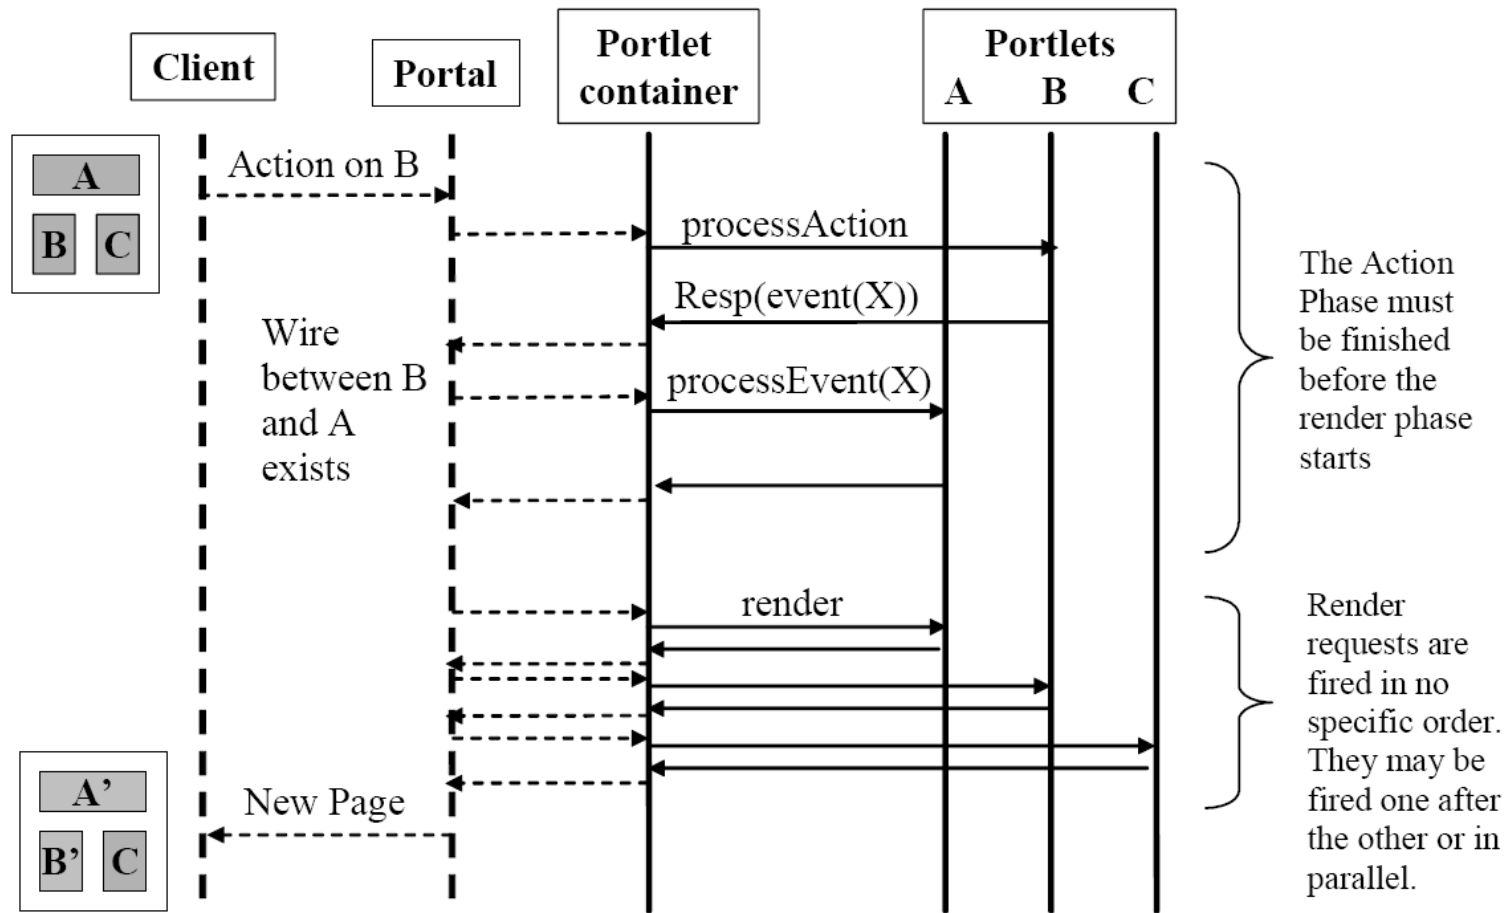 Client
Portal
Portlet
container
Portlets
A B C
A
B C
Action on B
processAction
Resp(event(X))
Wire
between B
and A
exists
processEvent(X)
The Action
Phase must
be finished
before the
render phase
starts
render
Render
requests are
fired in no
specific order.
They may be
fired one after
the other or in
parallel.
A’
B’ C
New Page